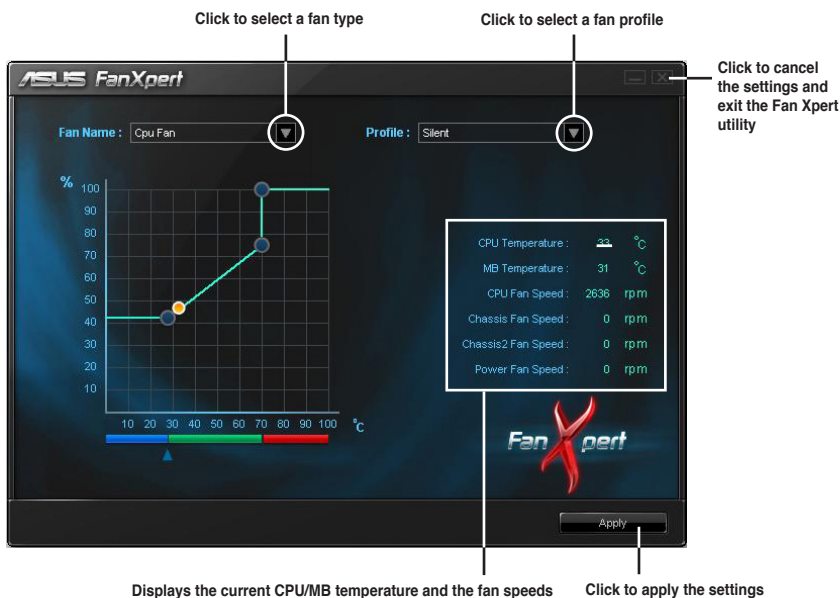 Click to select a fan type
Click to select a fan profile
Click to cancel
the settings and
exit the Fan Xpert
utility
ASUS FanXpert
Fan Name : Cpu Fan
Profile : Silent
%
100
90
80
70
60
50
40
30
20
10
10 20 30 40 50 60 70 80 90 100 °C
CPU Temperature : 33 °C
MB Temperature : 31 °C
CPU Fan Speed : 2636 rpm
Chassis Fan Speed : 0 rpm
Chassis2 Fan Speed : 0 rpm
Power Fan Speed : 0 rpm
Fan Xpert
Apply
Displays the current CPU/MB temperature and the fan speeds
Click to apply the settings